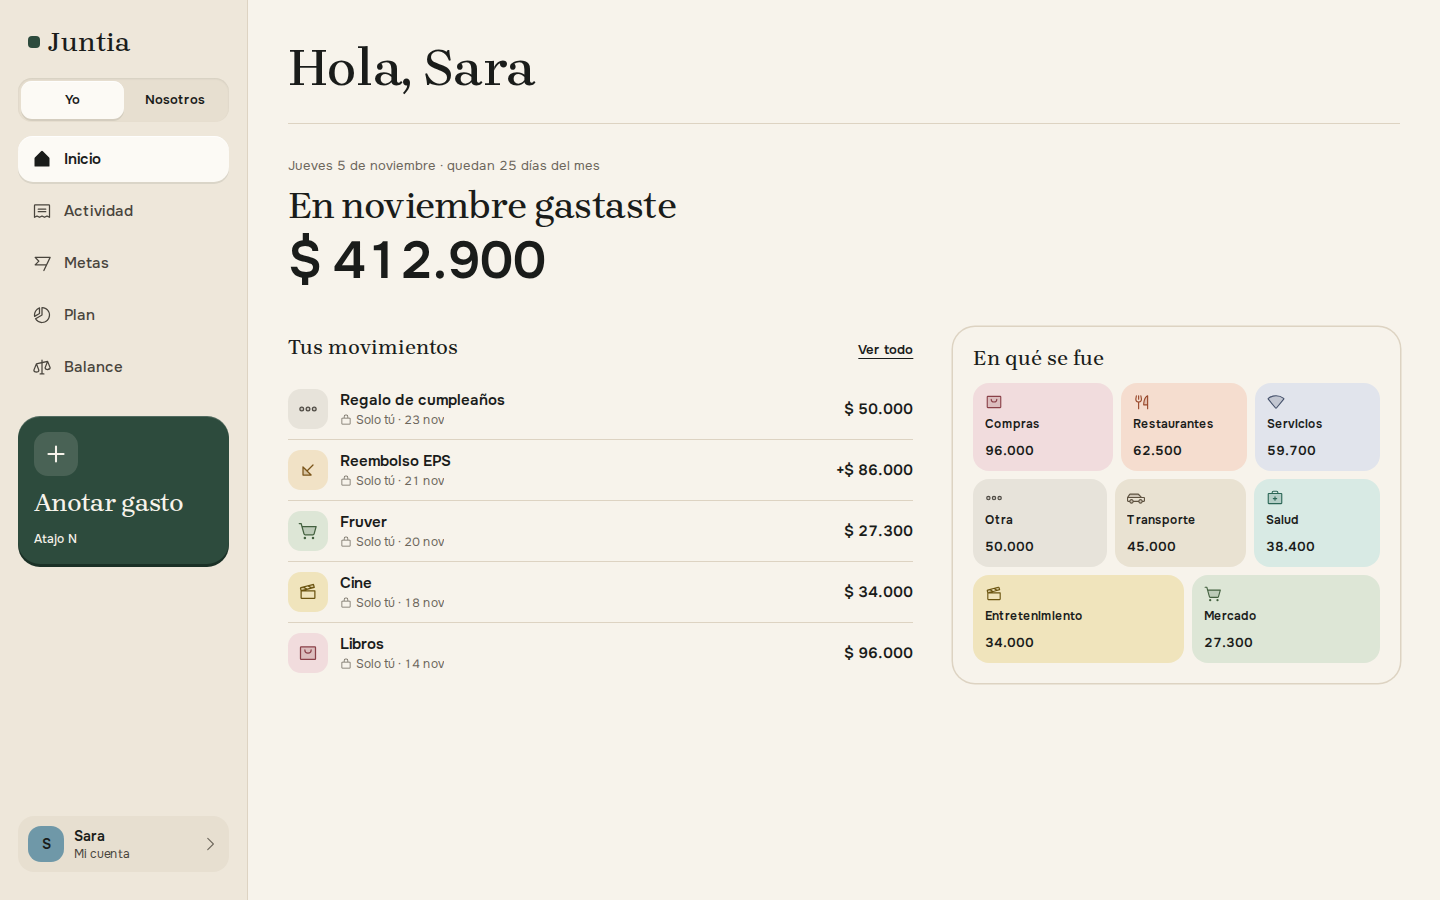 Juntia
Yo
Nosotros
Inicio
Actividad
Metas
Plan
Balance
Anotar gasto
Atajo N
S
Sara
Mi cuenta
Hola, Sara
Jueves 5 de noviembre · quedan 25 días del mes
En noviembre gastaste
$ 412.900
Tus movimientos
Ver todo
Regalo de cumpleaños
Solo tú · 23 nov
$ 50.000
Reembolso EPS
Solo tú · 21 nov
+$ 86.000
Fruver
Solo tú · 20 nov
$ 27.300
Cine
Solo tú · 18 nov
$ 34.000
Libros
Solo tú · 14 nov
$ 96.000
En qué se fue
Compras
96.000
Restaurantes
62.500
Servicios
59.700
Otra
50.000
Transporte
45.000
Salud
38.400
Entretenimiento
34.000
Mercado
27.300